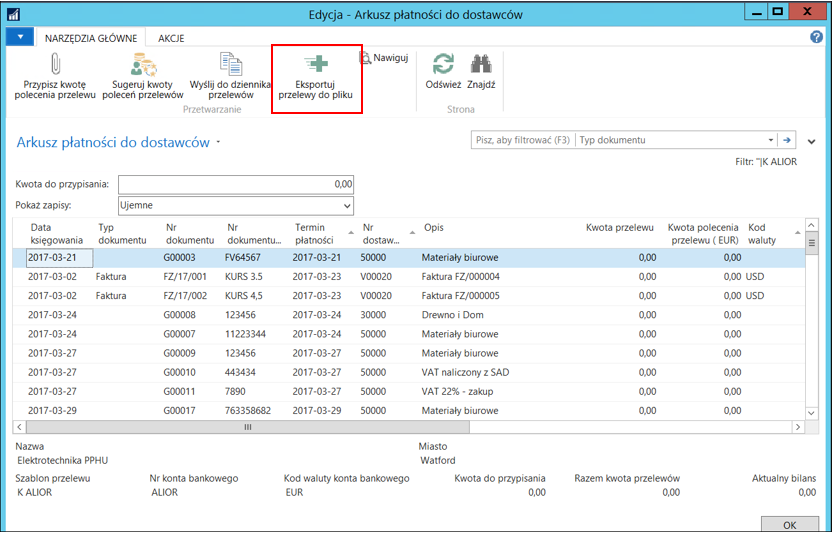 Edycja - Arkusz płatności do dostawców
NARZĘDZIA GŁÓWNE AKCJE
Przypisz kwotę polecenia przelewu
Sugeruj kwoty poleceń przelewów
Wyślij do dziennika przelewów
Eksportuj przelewy do pliku
Nawiguj
Odśwież Znajdź
Przetwarzanie Strona
Arkusz płatności do dostawców
Pisz, aby filtrować (F3) Typ dokumentu
Filtr: ''|K ALIOR
Kwota do przypisania: 0,00
Pokaż zapisy: Ujemne
Data księgowania Typ dokumentu Nr dokumentu Nr dokumentu... Termin płatności Nr dostaw... Opis Kwota przelewu Kwota polecenia przelewu ( EUR) Kod waluty
2017-03-21 G00003 FV64567 2017-03-21 50000 Materiały biurowe 0,00 0,00
2017-03-02 Faktura FZ/17/001 KURS 3.5 2017-03-02 V00020 Faktura FZ/000004 0,00 0,00 USD
2017-03-02 Faktura FZ/17/002 KURS 4,5 2017-03-02 V00020 Faktura FZ/000005 0,00 0,00 USD
2017-03-24 G00008 123456 2017-03-24 30000 Drewno i Dom 0,00 0,00
2017-03-24 G00007 11223344 2017-03-24 50000 Materiały biurowe 0,00 0,00
2017-03-27 G00009 123456 2017-03-27 50000 Materiały biurowe 0,00 0,00
2017-03-27 G00010 443434 2017-03-27 50000 VAT naliczony z SAD 0,00 0,00
2017-03-27 G00011 7890 2017-03-27 50000 VAT 22% - zakup 0,00 0,00
2017-03-29 G00017 763358682 2017-03-29 50000 Materiały biurowe 0,00 0,00
Nazwa Miasto
Elektrotechnika PPHU Watford
Szablon przelewu Nr konta bankowego Kod waluty konta bankowego Kwota do przypisania Razem kwota przelewów Aktualny bilans
K ALIOR ALIOR EUR 0,00 0,00 0,00
OK